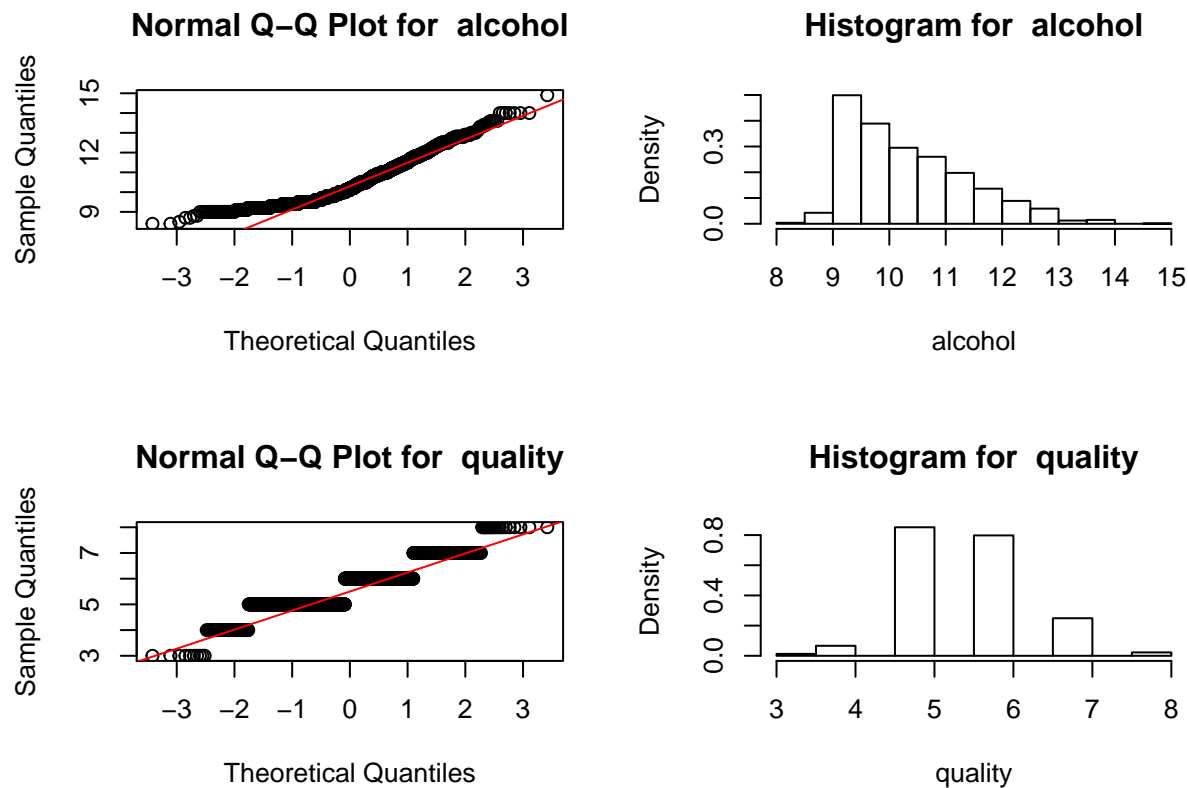 Normal Q−Q Plot for  alcohol
Sample Quantiles
9
12
15
−3 −2 −1 0 1 2 3
Theoretical Quantiles
Histogram for  alcohol
Density
0.0
0.3
8 9 10 11 12 13 14 15
alcohol
Normal Q−Q Plot for  quality
Sample Quantiles
3
5
7
−3 −2 −1 0 1 2 3
Theoretical Quantiles
Histogram for  quality
Density
0.0
0.4
0.8
3 4 5 6 7 8
quality